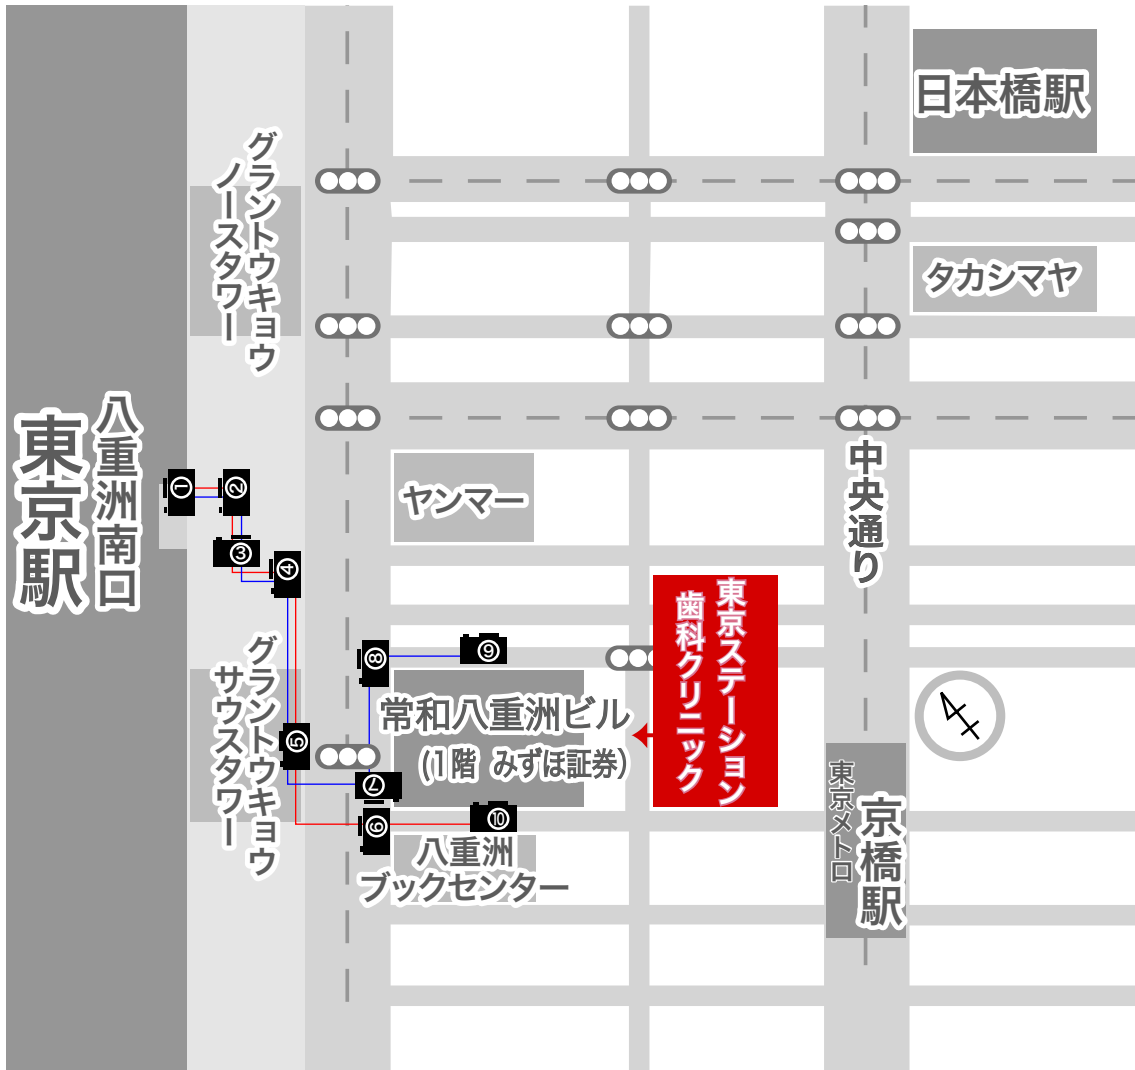 日本橋駅
グラントウキョウ
ノースタワー
タカシマヤ
八重洲南口
東京駅
中央通り
ヤンマー
①
②
③
④
⑤
⑥
⑦
⑧
⑨
⑩
東京ステーション
歯科クリニック
グラントウキョウ
サウスタワー
常和八重洲ビル
(1階 みずほ証券)
八重洲
ブックセンター
東京メトロ
京橋駅